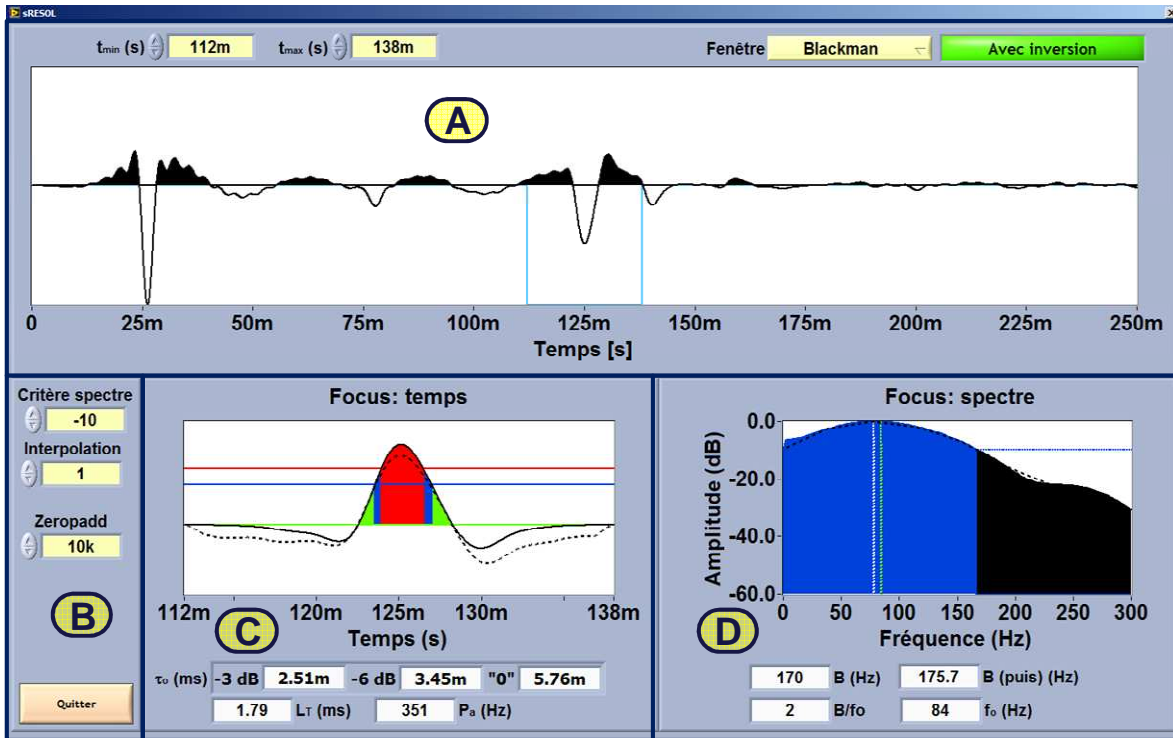 sRESOL
tmin (s) 112m tmax (s) 138m Fenêtre Blackman Avec inversion
A
0 25m 50m 75m 100m 125m 150m 175m 200m 225m 250m
Temps [s]
Critère spectre
-10
Interpolation
1
Zeropadd
10k
B
Quitter
Focus: temps
112m 120m 125m 130m 138m
C
Temps (s)
τ₀ (ms) -3 dB 2.51m -6 dB 3.45m "0" 5.76m
1.79 LT (ms) 351 Pa (Hz)
Focus: spectre
Amplitude (dB)
0.0
-20.0
-40.0
-60.0
0 50 100 150 200 250 300
D
Fréquence (Hz)
170 B (Hz) 175.7 B (puis) (Hz)
2 B/fo 84 fo (Hz)